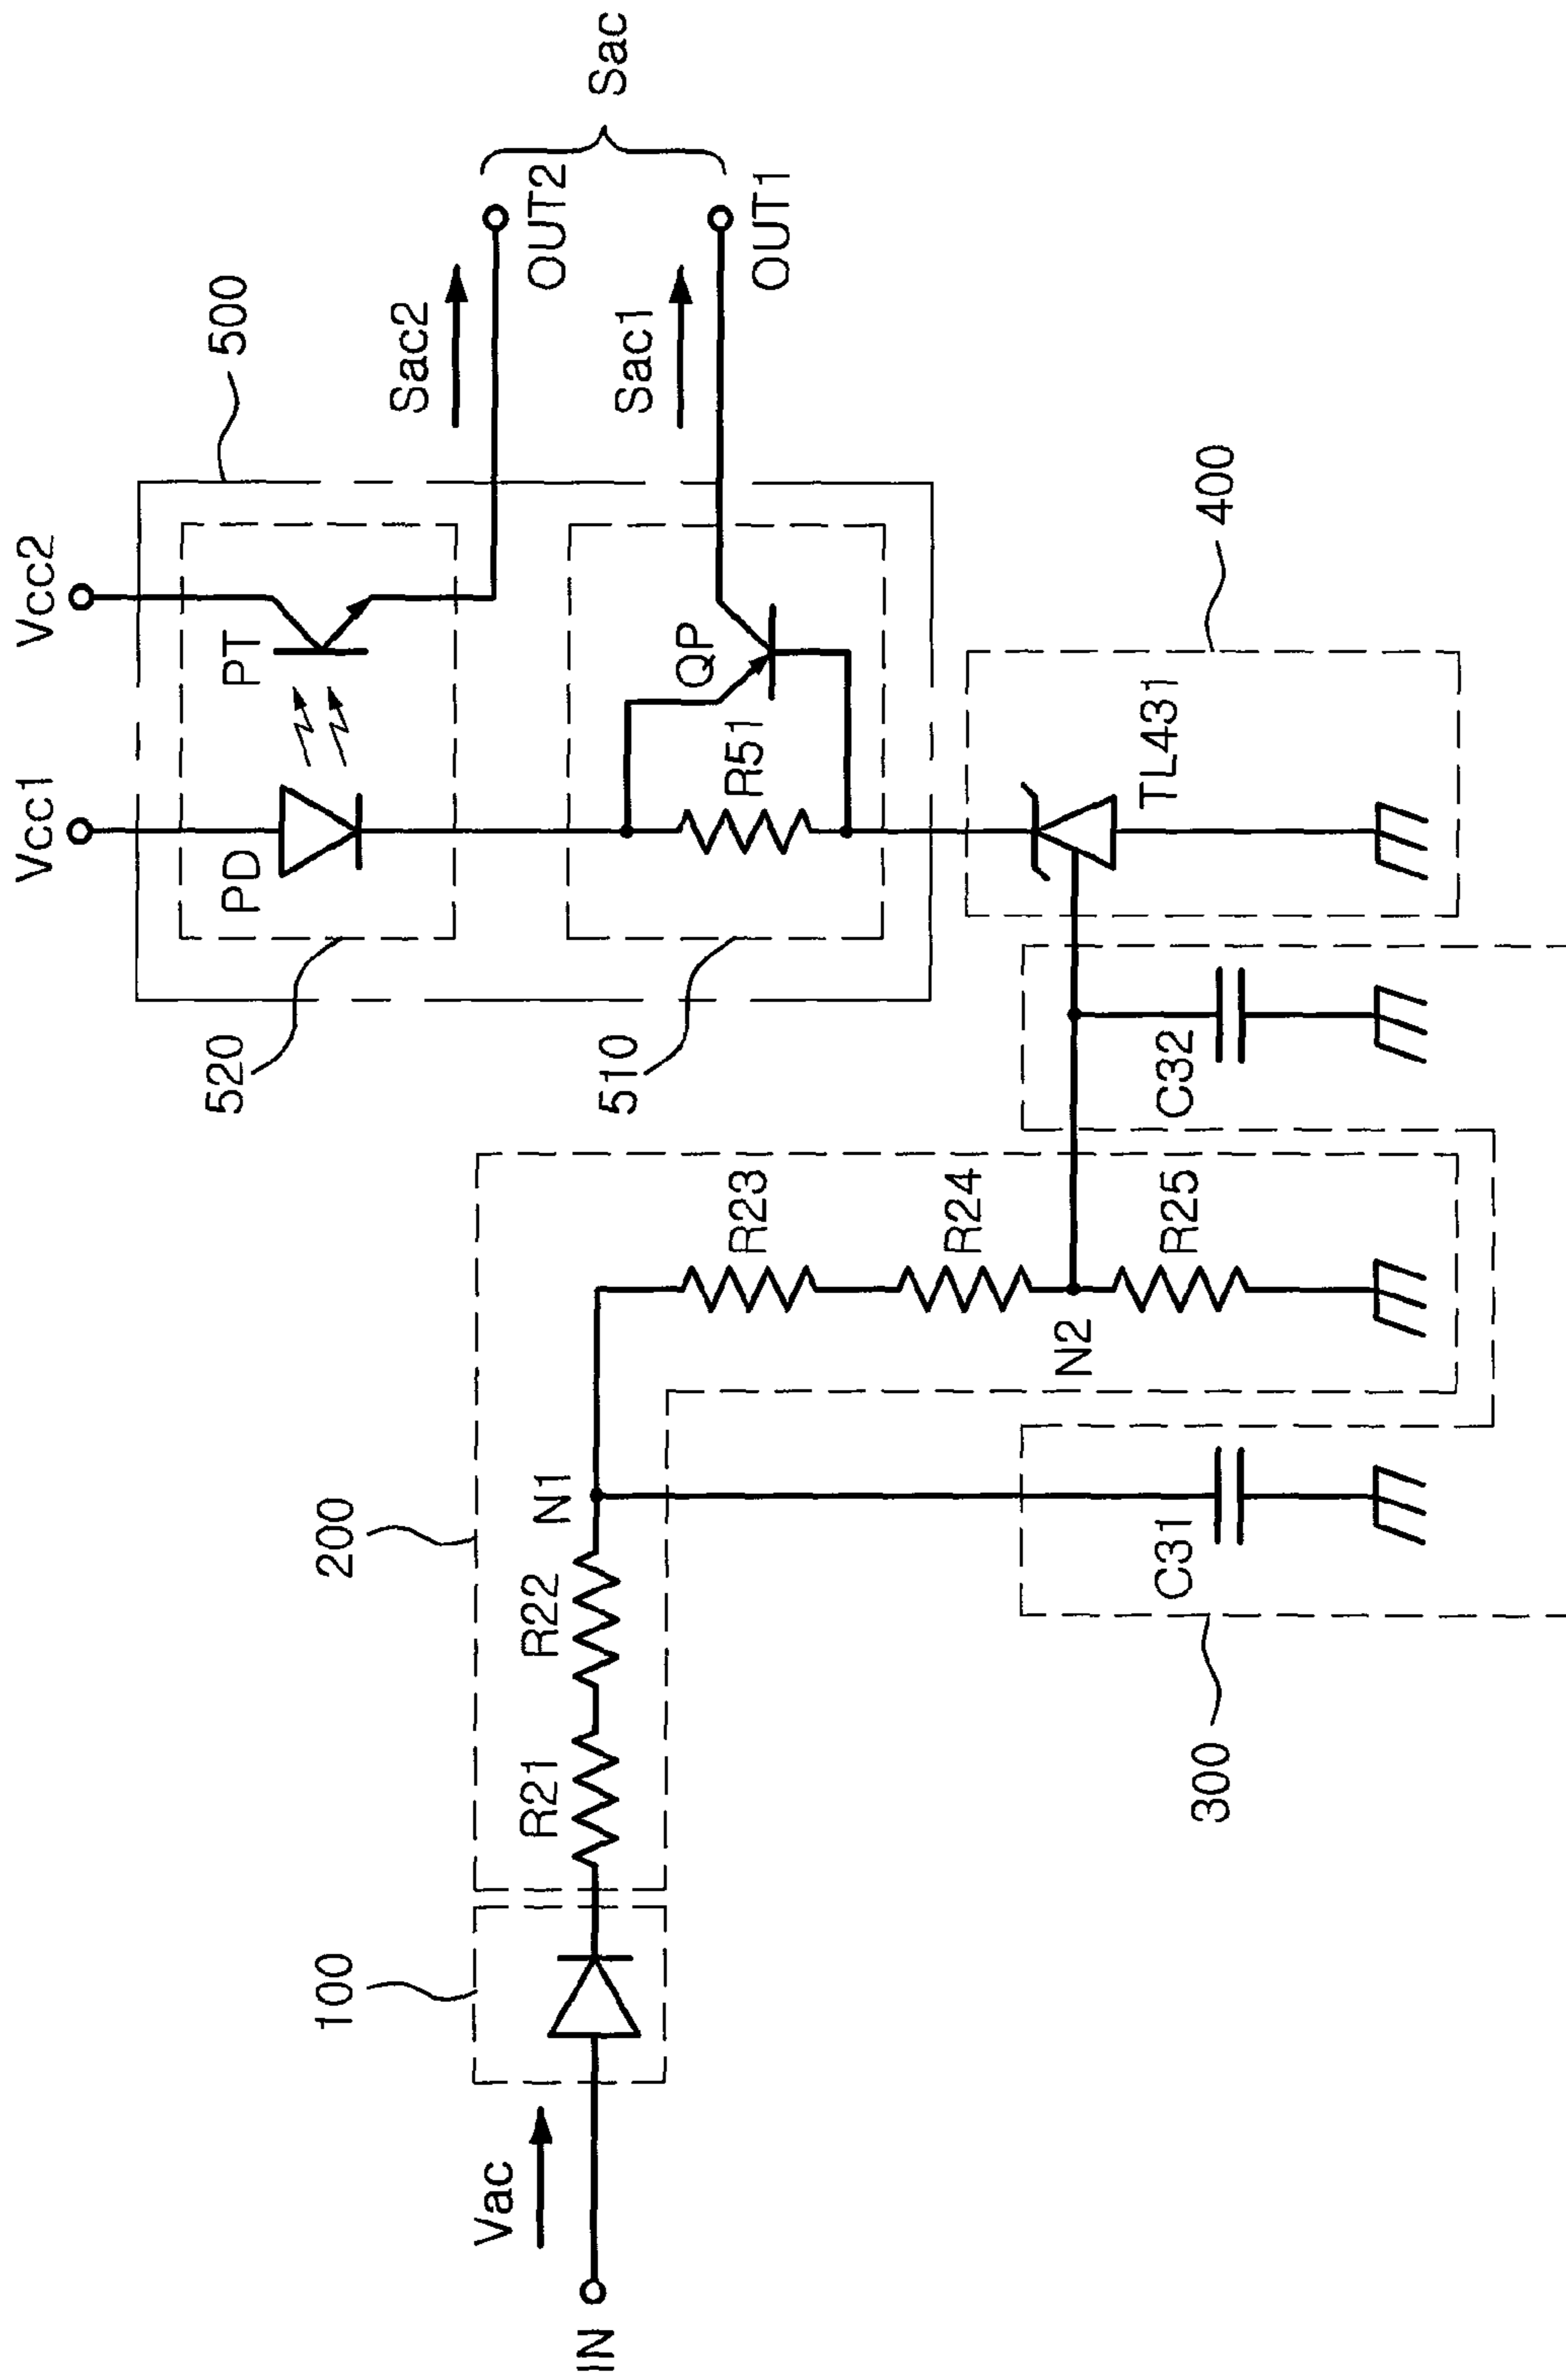 Vcc1
Vcc2
500
520
PD
PT
Sac2
OUT2
Sac
510
R51
QP
Sac1
OUT1
Vac
IN
100
200
R21
R22
N1
R23
R24
N2
R25
300
C31
C32
TL431
400